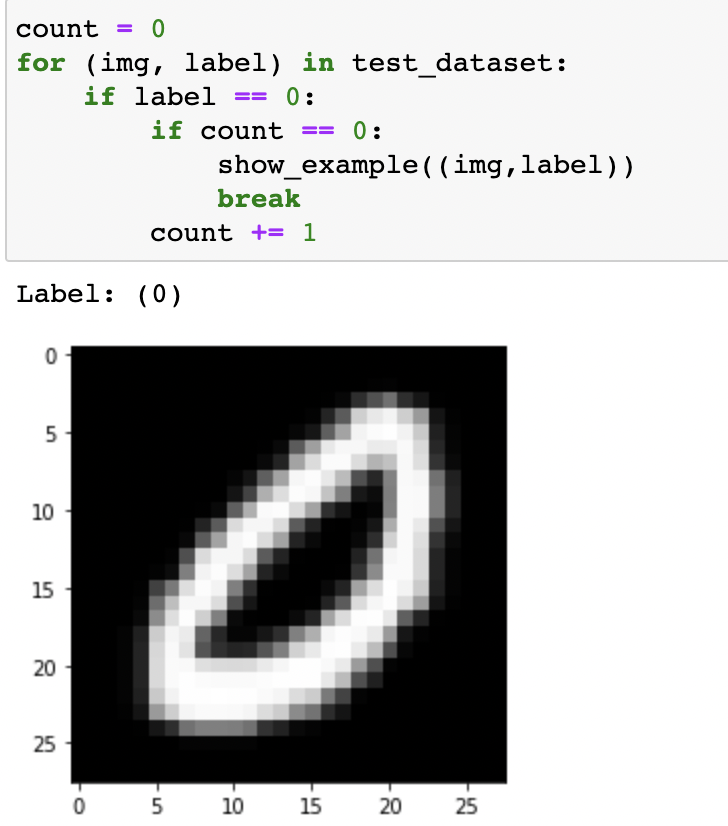 count = 0
for (img, label) in test_dataset:
    if label == 0:
        if count == 0:
            show_example((img,label))
            break
        count += 1
Label: (0)
0
5
10
15
20
25
0 5 10 15 20 25